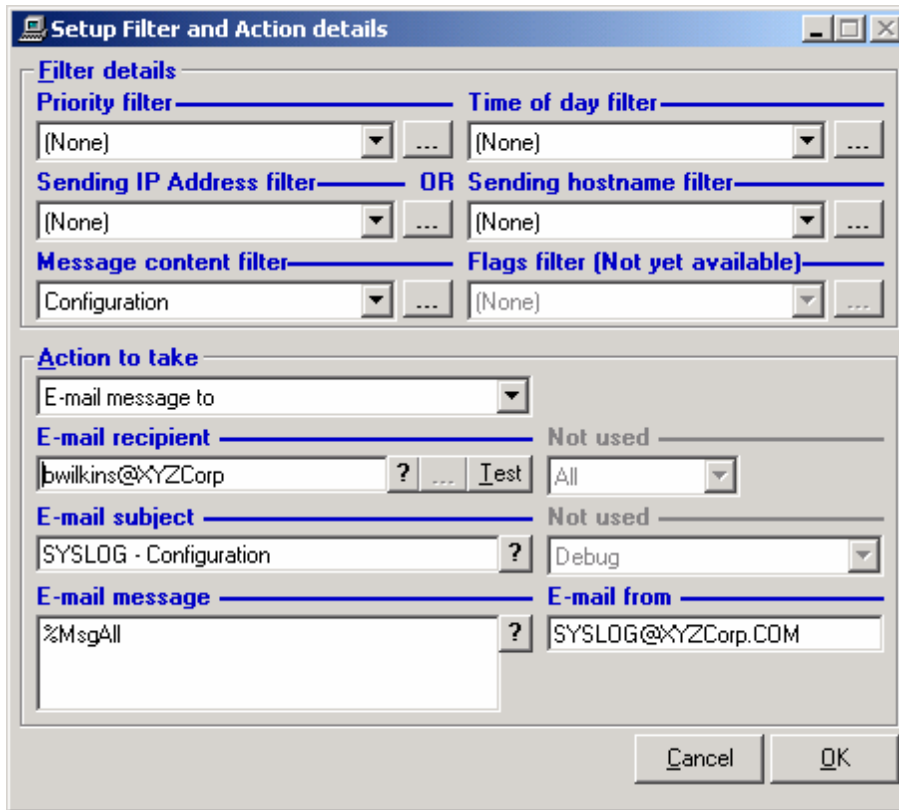 Setup Filter and Action details
Filter details
Priority filter Time of day filter
(None) ... (None) ...
Sending IP Address filter OR Sending hostname filter
(None) ... (None) ...
Message content filter Flags filter (Not yet available)
Configuration ... (None) ...
Action to take
E-mail message to
E-mail recipient Not used
bwilkins@XYZCorp ? ... Test All
E-mail subject Not used
SYSLOG - Configuration ? Debug
E-mail message E-mail from
%MsgAll ? SYSLOG@XYZCorp.COM
Cancel OK